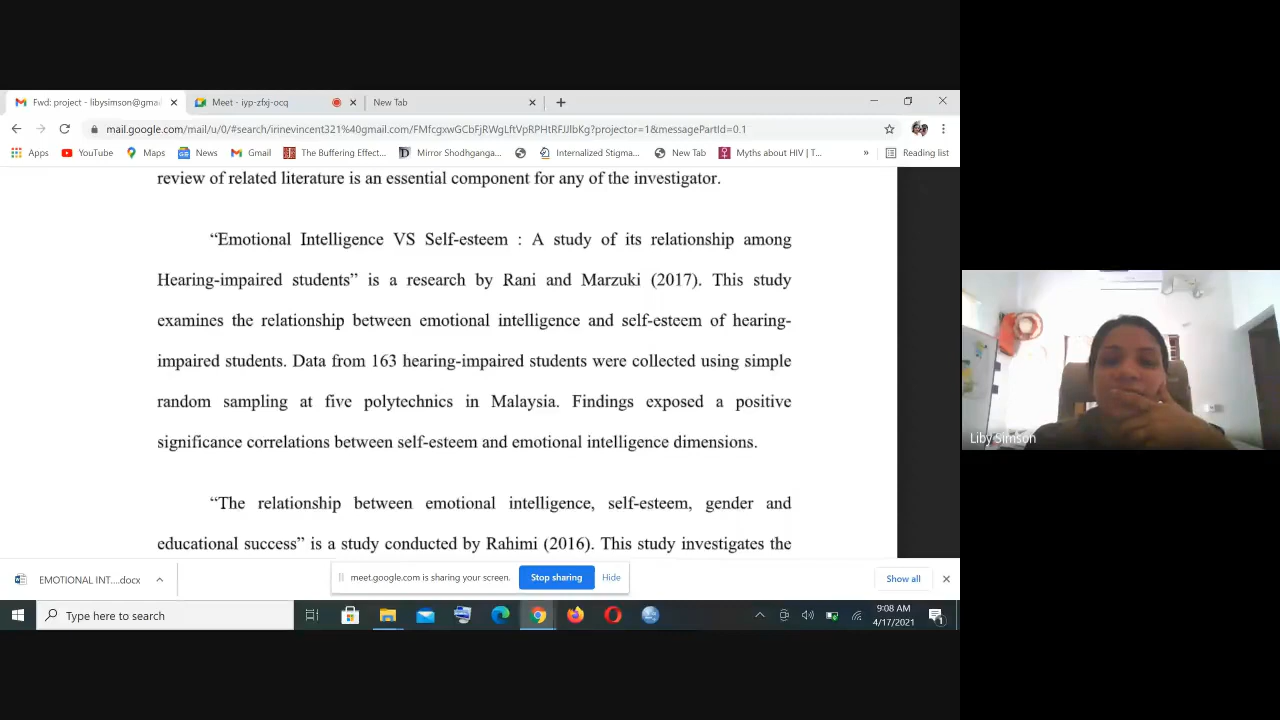 Fwd: project - libysimson@gmai
Meet - iyp-zfxj-ocq
New Tab
mail.google.com/mail/u/0/#search/irinevincent321%40gmail.com/FMfcgxwGCbFjRWgLftVpRPHtRFJJlbKg?projector=1&messagePartId=0.1
Apps YouTube Maps News Gmail The Buffering Effect... Mirror Shodhganga... Internalized Stigma... New Tab Myths about HIV | T... » Reading list
review of related literature is an essential component for any of the investigator.
“Emotional Intelligence VS Self-esteem : A study of its relationship among
Hearing-impaired students” is a research by Rani and Marzuki (2017). This study
examines the relationship between emotional intelligence and self-esteem of hearing-
impaired students. Data from 163 hearing-impaired students were collected using simple
random sampling at five polytechnics in Malaysia. Findings exposed a positive
significance correlations between self-esteem and emotional intelligence dimensions.
“The relationship between emotional intelligence, self-esteem, gender and
educational success” is a study conducted by Rahimi (2016). This study investigates the
Liby Simson
EMOTIONAL INT....docx
meet.google.com is sharing your screen. Stop sharing Hide
Show all
Type here to search
9:08 AM
4/17/2021